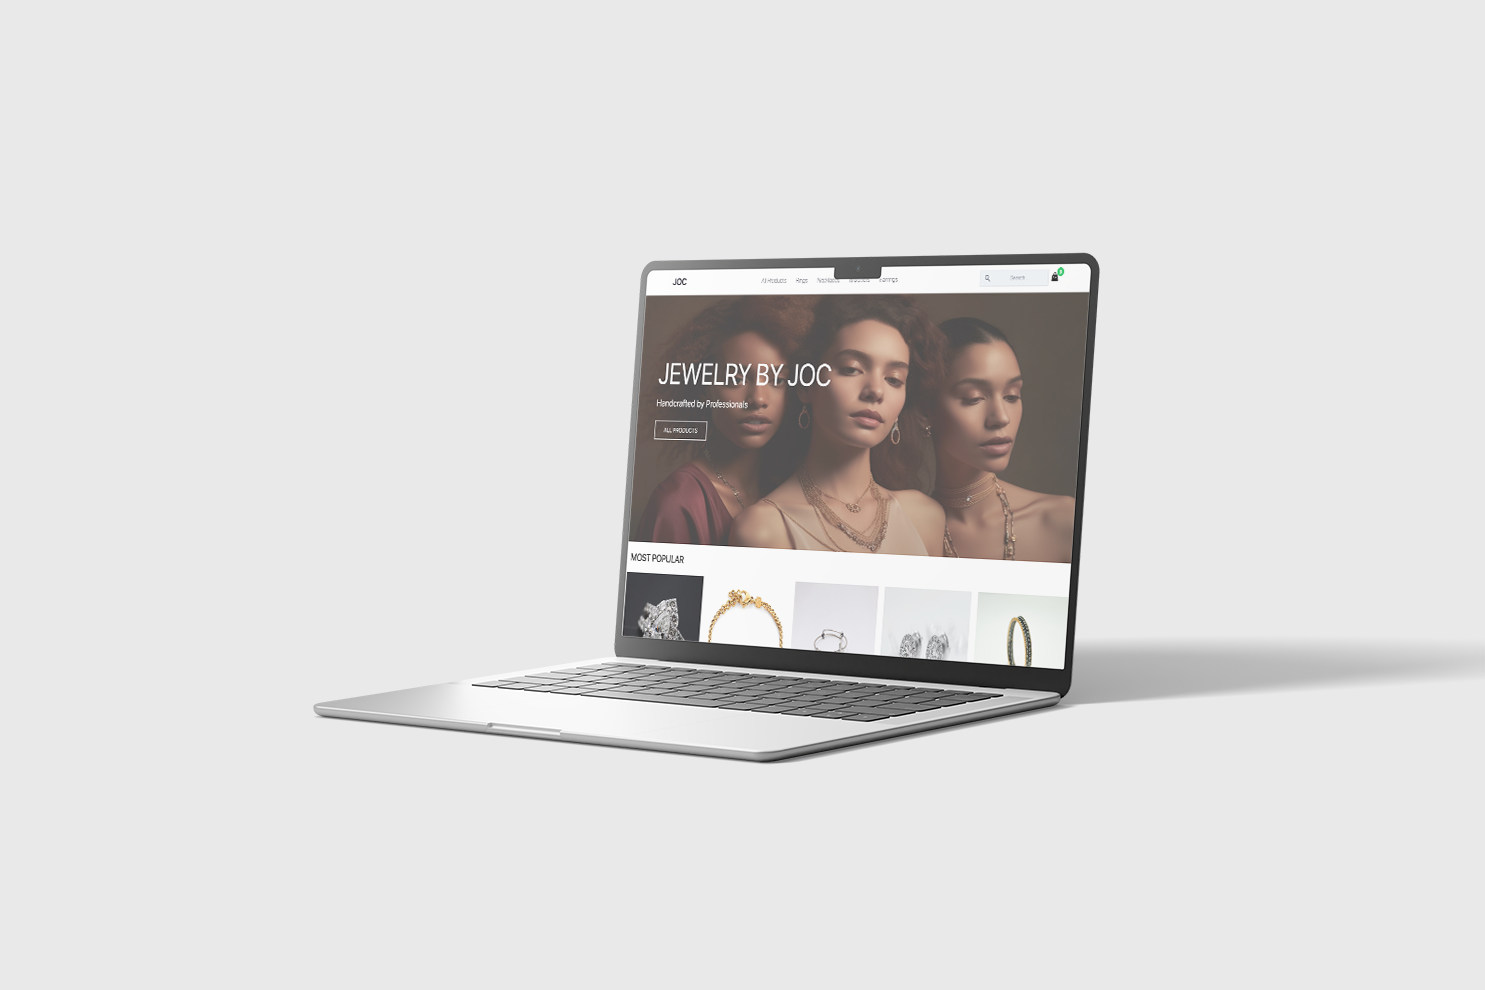 JOC
All Products Rings Necklaces Bracelets Earrings
Search
JEWELRY BY JOC
Handcrafted by Professionals
ALL PRODUCTS
MOST POPULAR